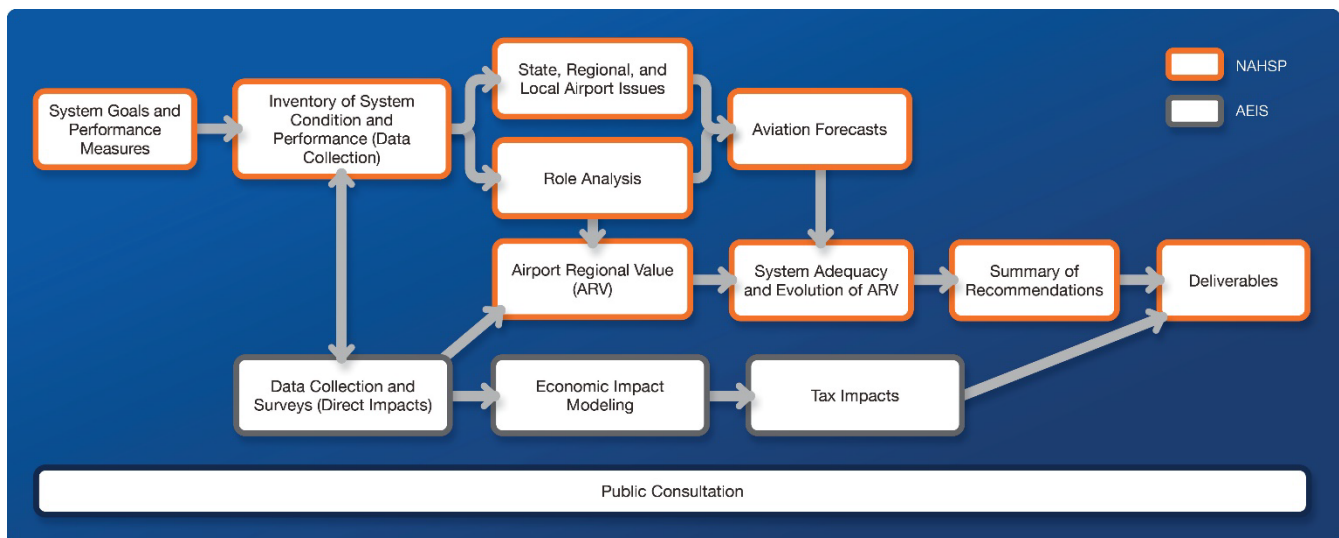 System Goals and
Performance
Measures
Inventory of System
Condition and
Performance (Data
Collection)
State, Regional, and
Local Airport Issues
Role Analysis
Aviation Forecasts
NAHSP
AEIS
Airport Regional Value
(ARV)
System Adequacy
and Evolution of ARV
Summary of
Recommendations
Deliverables
Data Collection and
Surveys (Direct Impacts)
Economic Impact
Modeling
Tax Impacts
Public Consultation